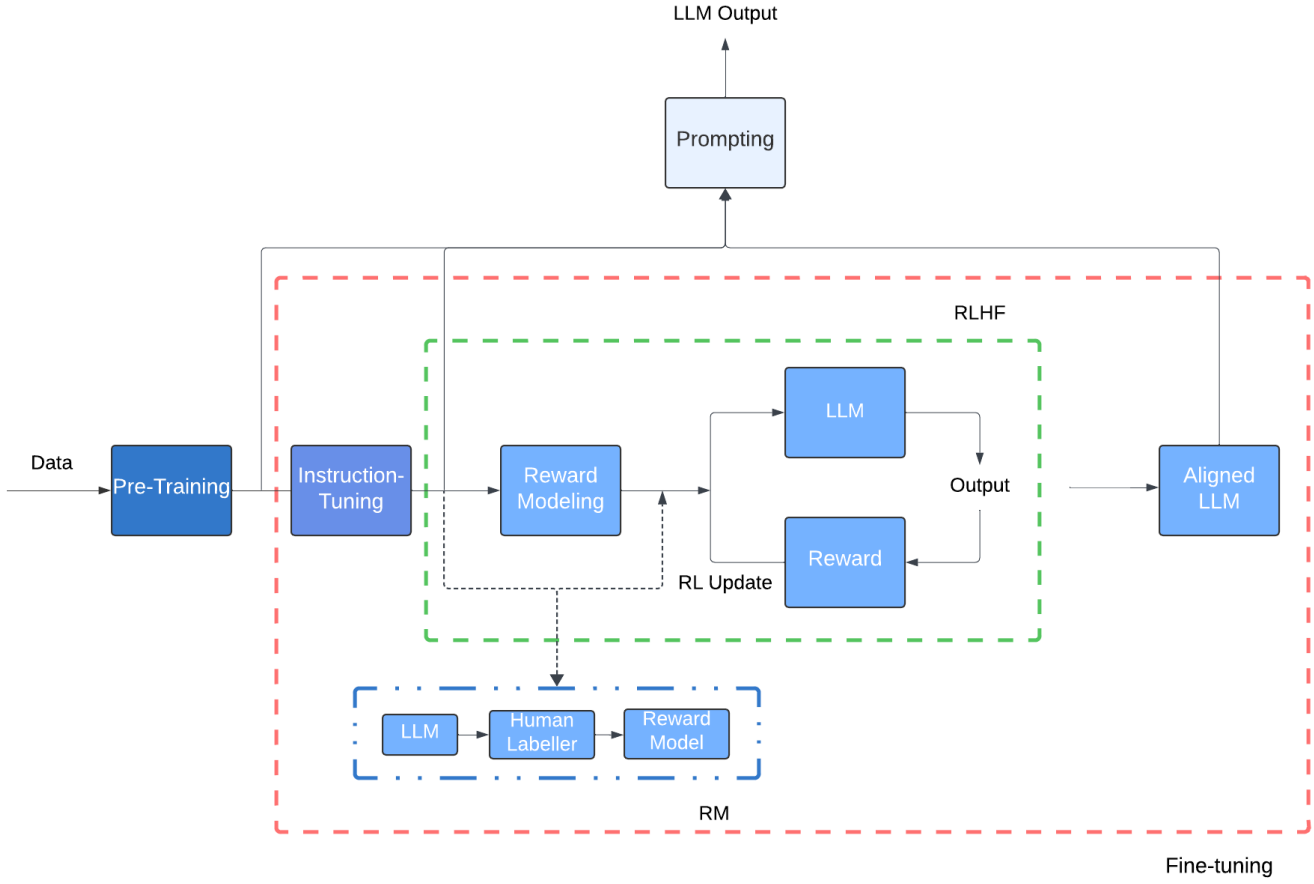 LLM Output
Prompting
RLHF
LLM
Data
Pre-Training
Instruction-
Tuning
Reward
Modeling
Output
Aligned
LLM
Reward
RL Update
LLM
Human
Labeller
Reward
Model
RM
Fine-tuning